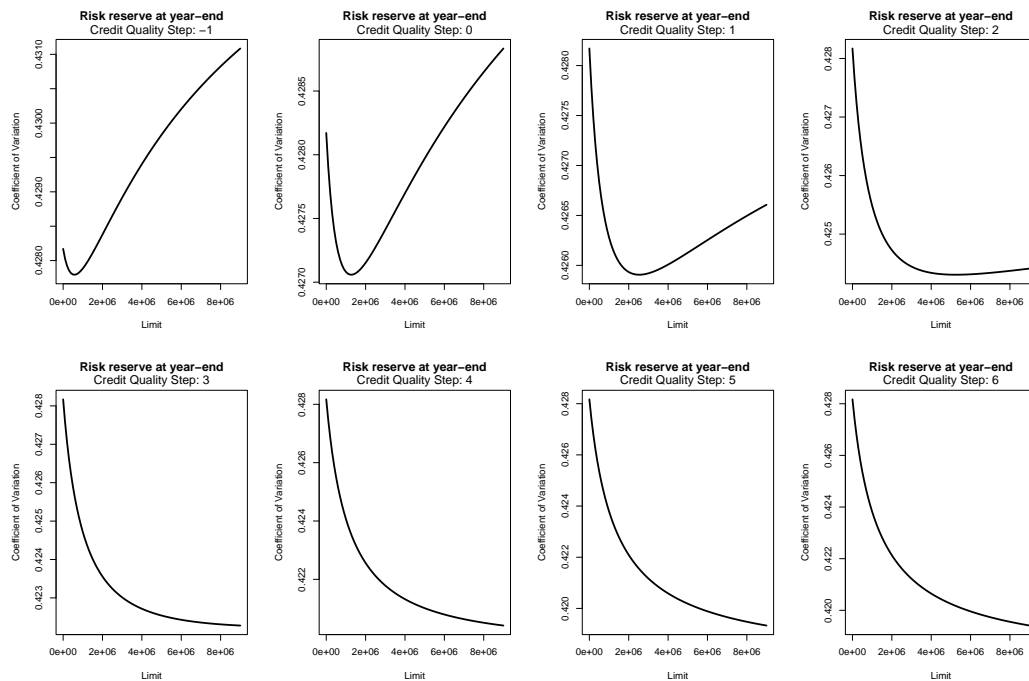 Risk reserve at year−end
Credit Quality Step: −1
Coefficient of Variation
0.4310
0.4300
0.4290
0.4280
0e+00 2e+06 4e+06 6e+06 8e+06
Limit
Risk reserve at year−end
Credit Quality Step: 0
Coefficient of Variation
0.4285
0.4280
0.4275
0.4270
0e+00 2e+06 4e+06 6e+06 8e+06
Limit
Risk reserve at year−end
Credit Quality Step: 1
Coefficient of Variation
0.4280
0.4275
0.4270
0.4265
0.4260
0e+00 2e+06 4e+06 6e+06 8e+06
Limit
Risk reserve at year−end
Credit Quality Step: 2
Coefficient of Variation
0.428
0.427
0.426
0.425
0e+00 2e+06 4e+06 6e+06 8e+06
Limit
Risk reserve at year−end
Credit Quality Step: 3
Coefficient of Variation
0.428
0.427
0.426
0.425
0.424
0.423
0e+00 2e+06 4e+06 6e+06 8e+06
Limit
Risk reserve at year−end
Credit Quality Step: 4
Coefficient of Variation
0.428
0.426
0.424
0.422
0e+00 2e+06 4e+06 6e+06 8e+06
Limit
Risk reserve at year−end
Credit Quality Step: 5
Coefficient of Variation
0.428
0.426
0.424
0.422
0.420
0e+00 2e+06 4e+06 6e+06 8e+06
Limit
Risk reserve at year−end
Credit Quality Step: 6
Coefficient of Variation
0.428
0.426
0.424
0.422
0.420
0e+00 2e+06 4e+06 6e+06 8e+06
Limit